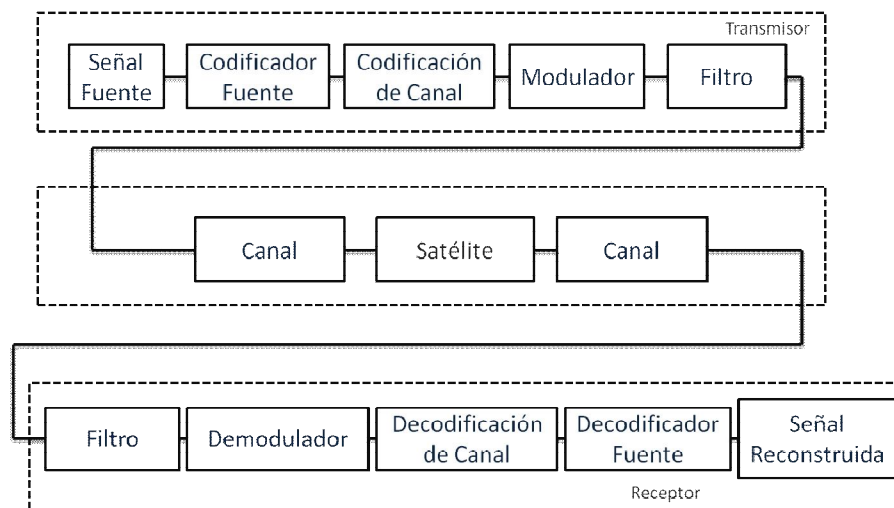 Transmisor
Señal
Fuente
Codificador
Fuente
Codificación
de Canal
Modulador
Filtro
Canal
Satélite
Canal
Filtro
Demodulador
Decodificación
de Canal
Decodificador
Fuente
Señal
Reconstruida
Receptor